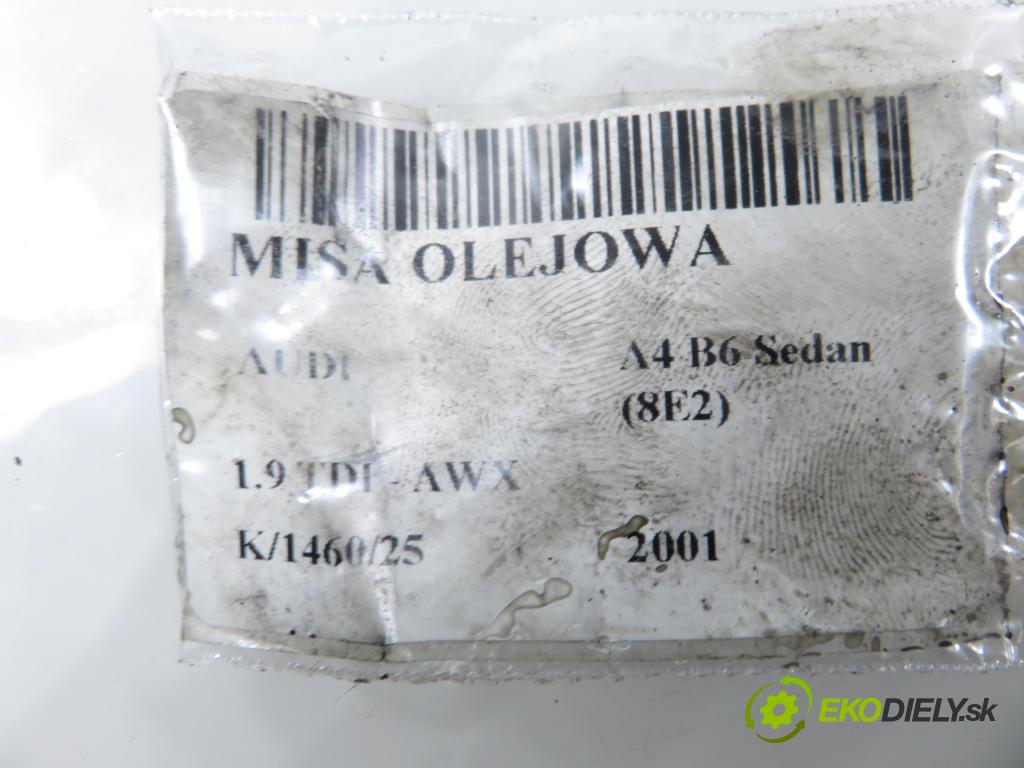 MISA OLEJOWA
AUDI A4 B6 Sedan
(8E2)
1.9 TDI - AWX
K/1460/25 2001
EKODIELY.sk